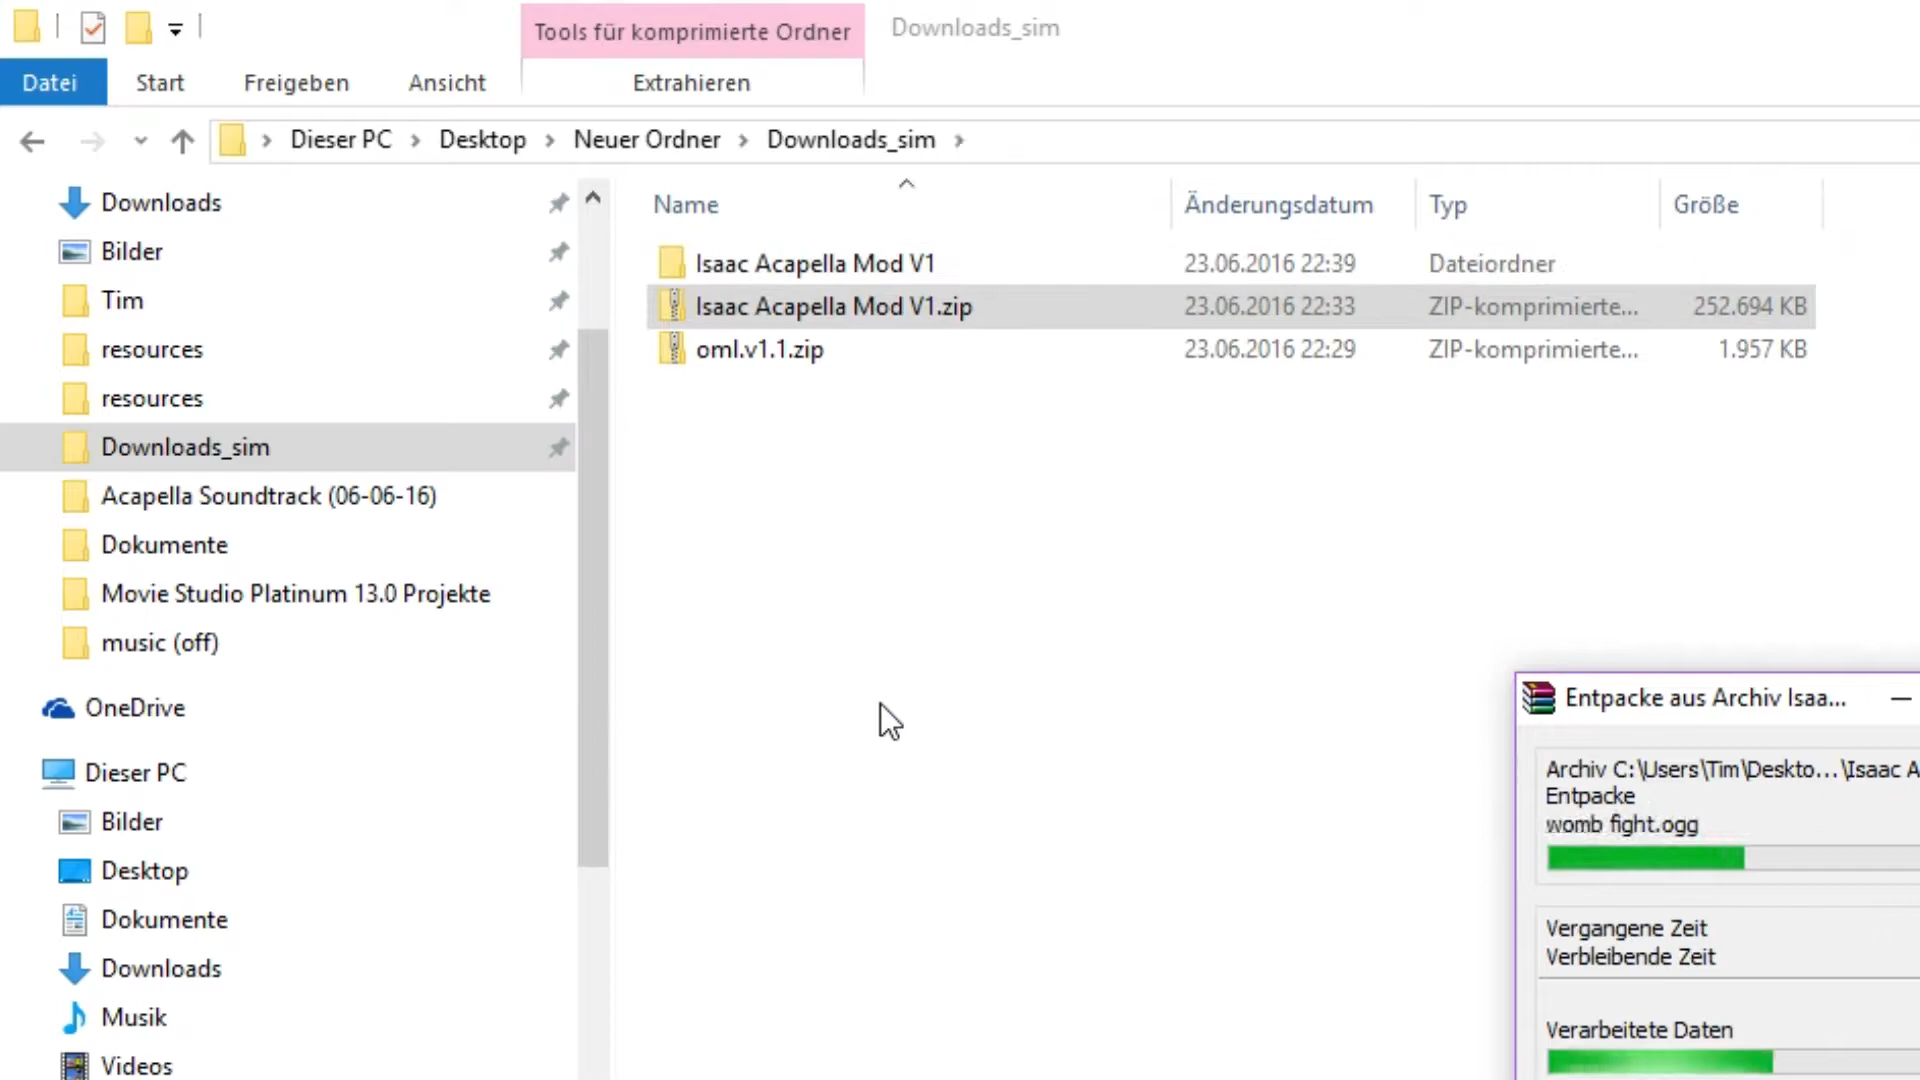 Tools für komprimierte Ordner
Downloads_sim
Datei
Start
Freigeben
Ansicht
Extrahieren
Dieser PC
Desktop
Neuer Ordner
Downloads_sim
Downloads
Bilder
Tim
resources
resources
Downloads_sim
Acapella Soundtrack (06-06-16)
Dokumente
Movie Studio Platinum 13.0 Projekte
music (off)
OneDrive
Dieser PC
Bilder
Desktop
Dokumente
Downloads
Musik
Videos
Name Änderungsdatum Typ Größe
Isaac Acapella Mod V1 23.06.2016 22:39 Dateiordner
Isaac Acapella Mod V1.zip 23.06.2016 22:33 ZIP-komprimierte... 252.694 KB
oml.v1.1.zip 23.06.2016 22:29 ZIP-komprimierte... 1.957 KB
Entpacke aus Archiv Isaa...
Archiv C:\Users\Tim\Deskto...\Isaac A
Entpacke
womb fight.ogg
Vergangene Zeit
Verbleibende Zeit
Verarbeitete Daten